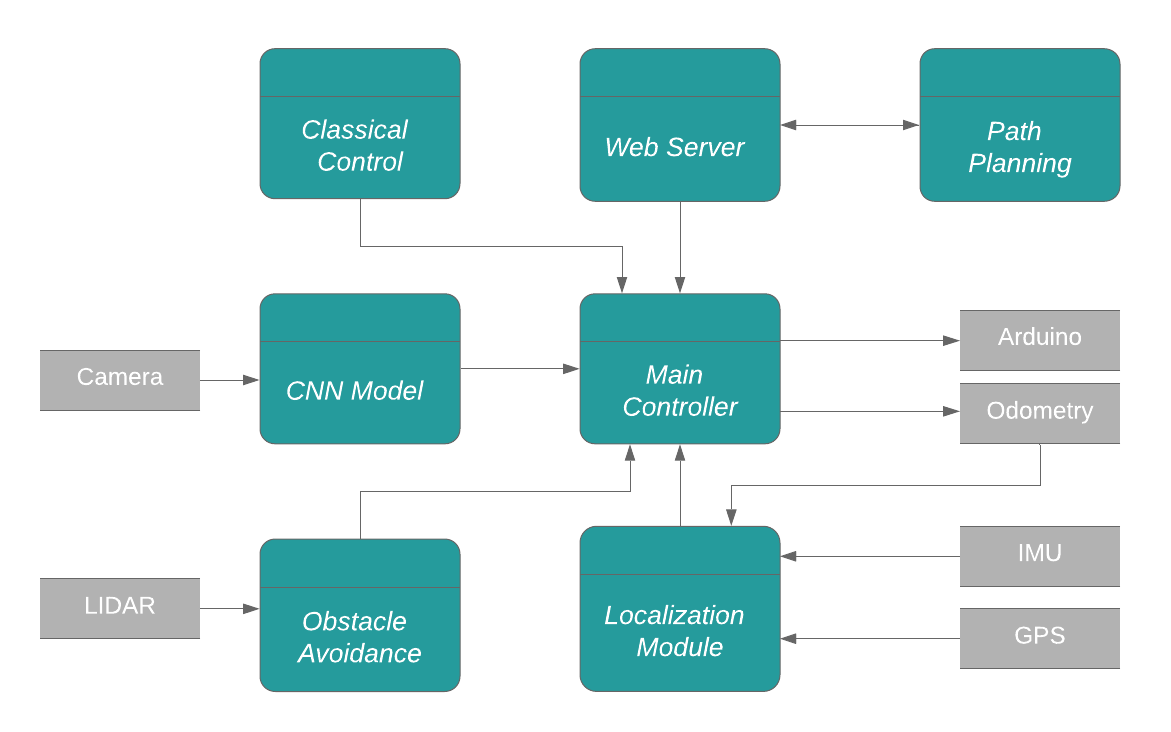 Classical
Control
Web Server
Path
Planning
Camera
CNN Model
Main
Controller
Arduino
Odometry
LIDAR
Obstacle
Avoidance
Localization
Module
IMU
GPS